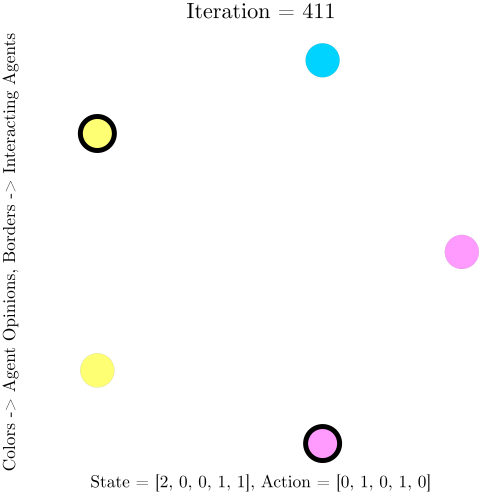 Iteration = 411
Colors -> Agent Opinions, Borders -> Interacting Agents
State = [2, 0, 0, 1, 1], Action = [0, 1, 0, 1, 0]